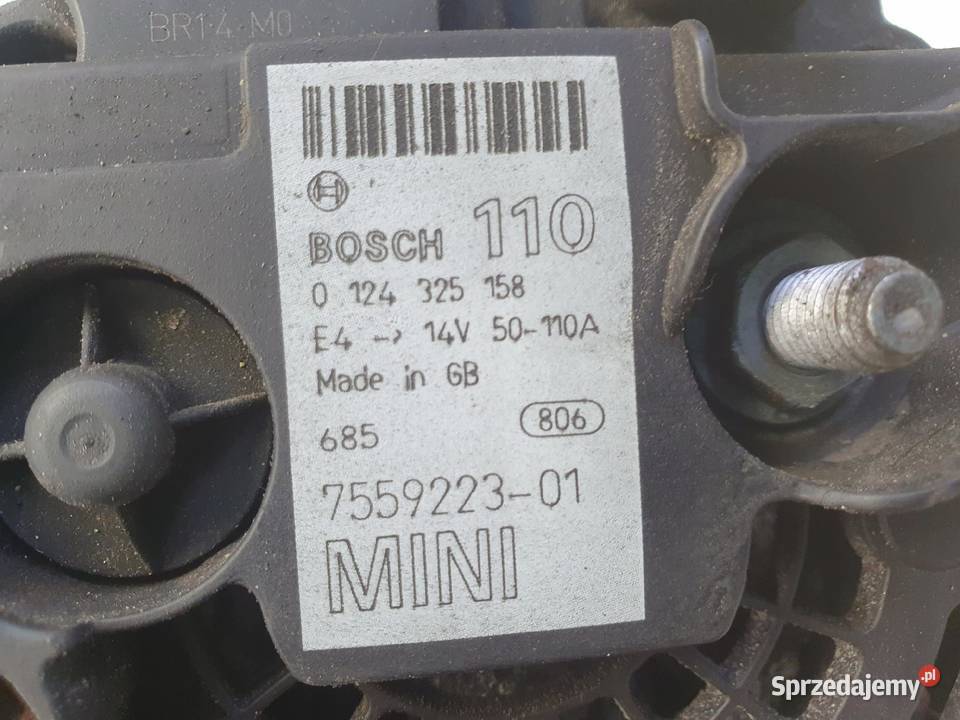 BR14 M0
BOSCH 110
0 124 325 158
E4 -> 14V 50-110A
Made in GB
685 806
7559223-01
MINI
Sprzedajemy.pl